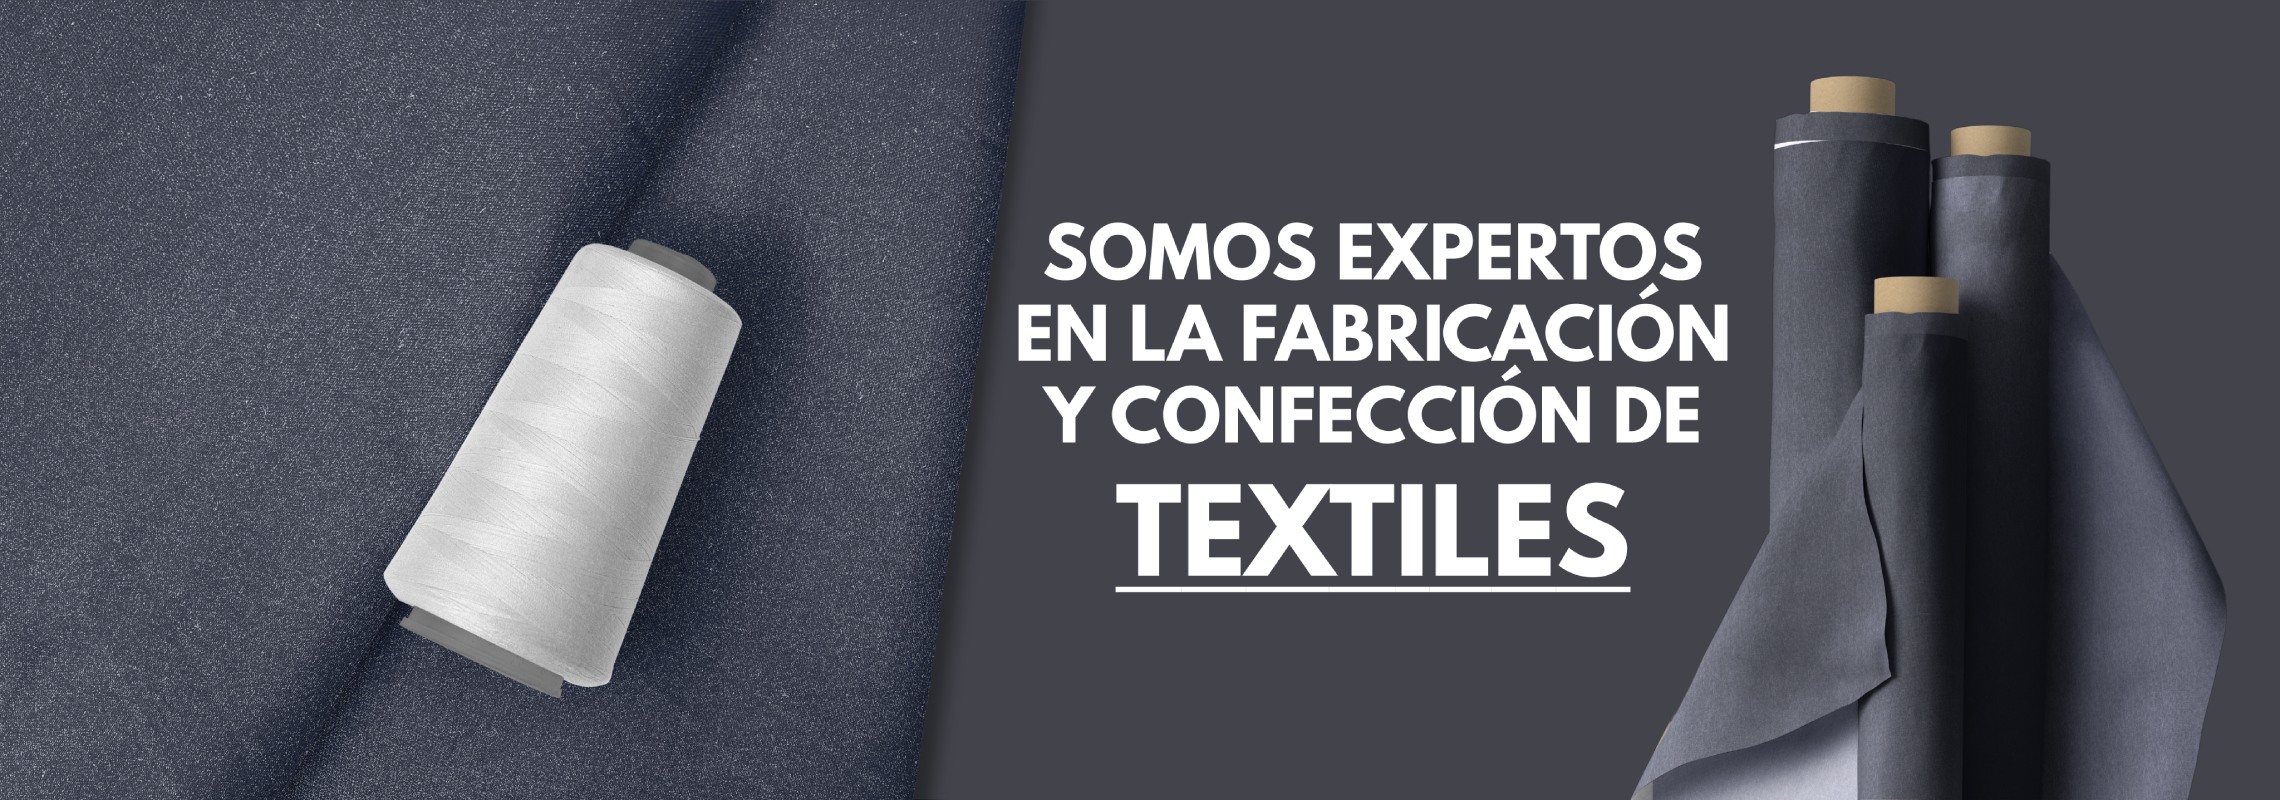 SOMOS EXPERTOS
EN LA FABRICACIÓN
Y CONFECCIÓN DE
TEXTILES